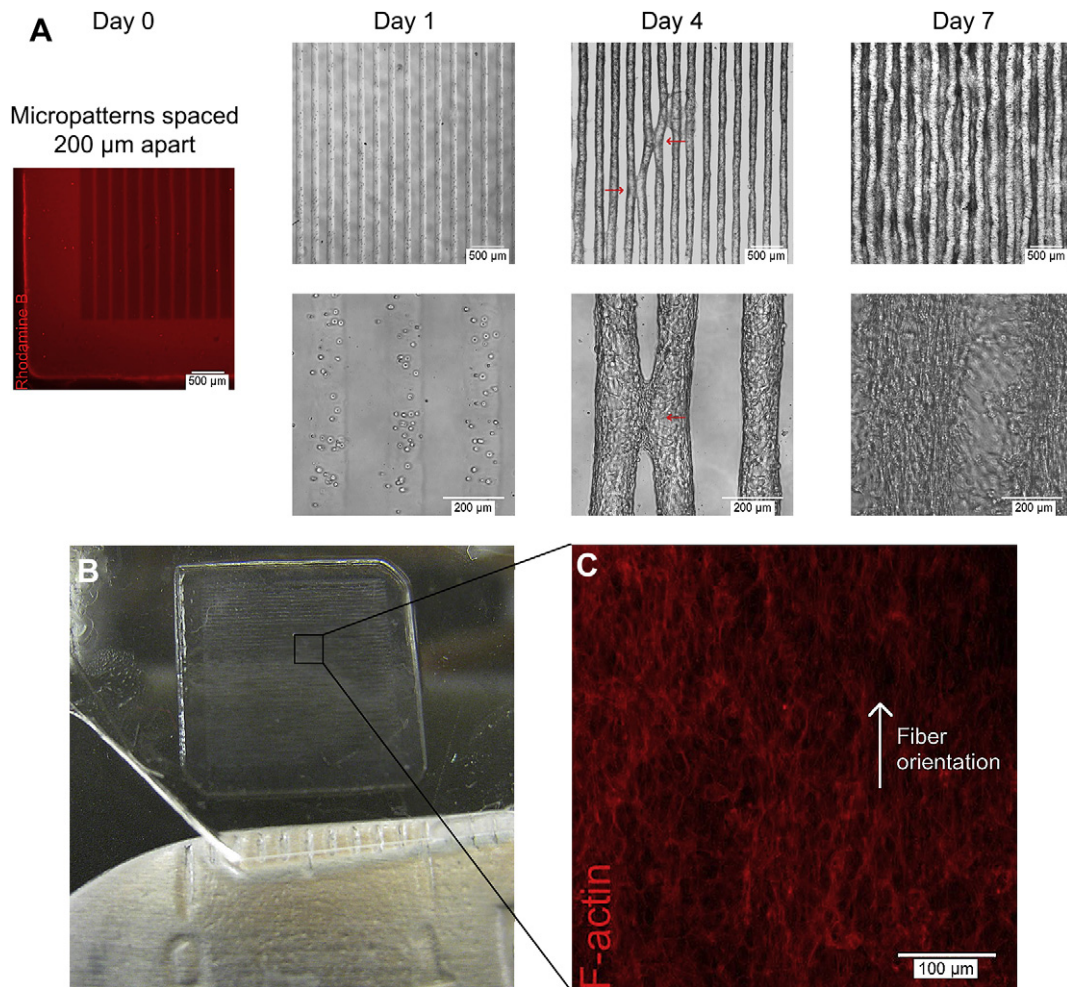 A
Day 0
Day 1
Day 4
Day 7
Micropatterns spaced
200 µm apart
Rhodamine B
500 µm
500 µm
500 µm
500 µm
200 µm
200 µm
200 µm
B
C
Fiber
orientation
F-actin
100 µm